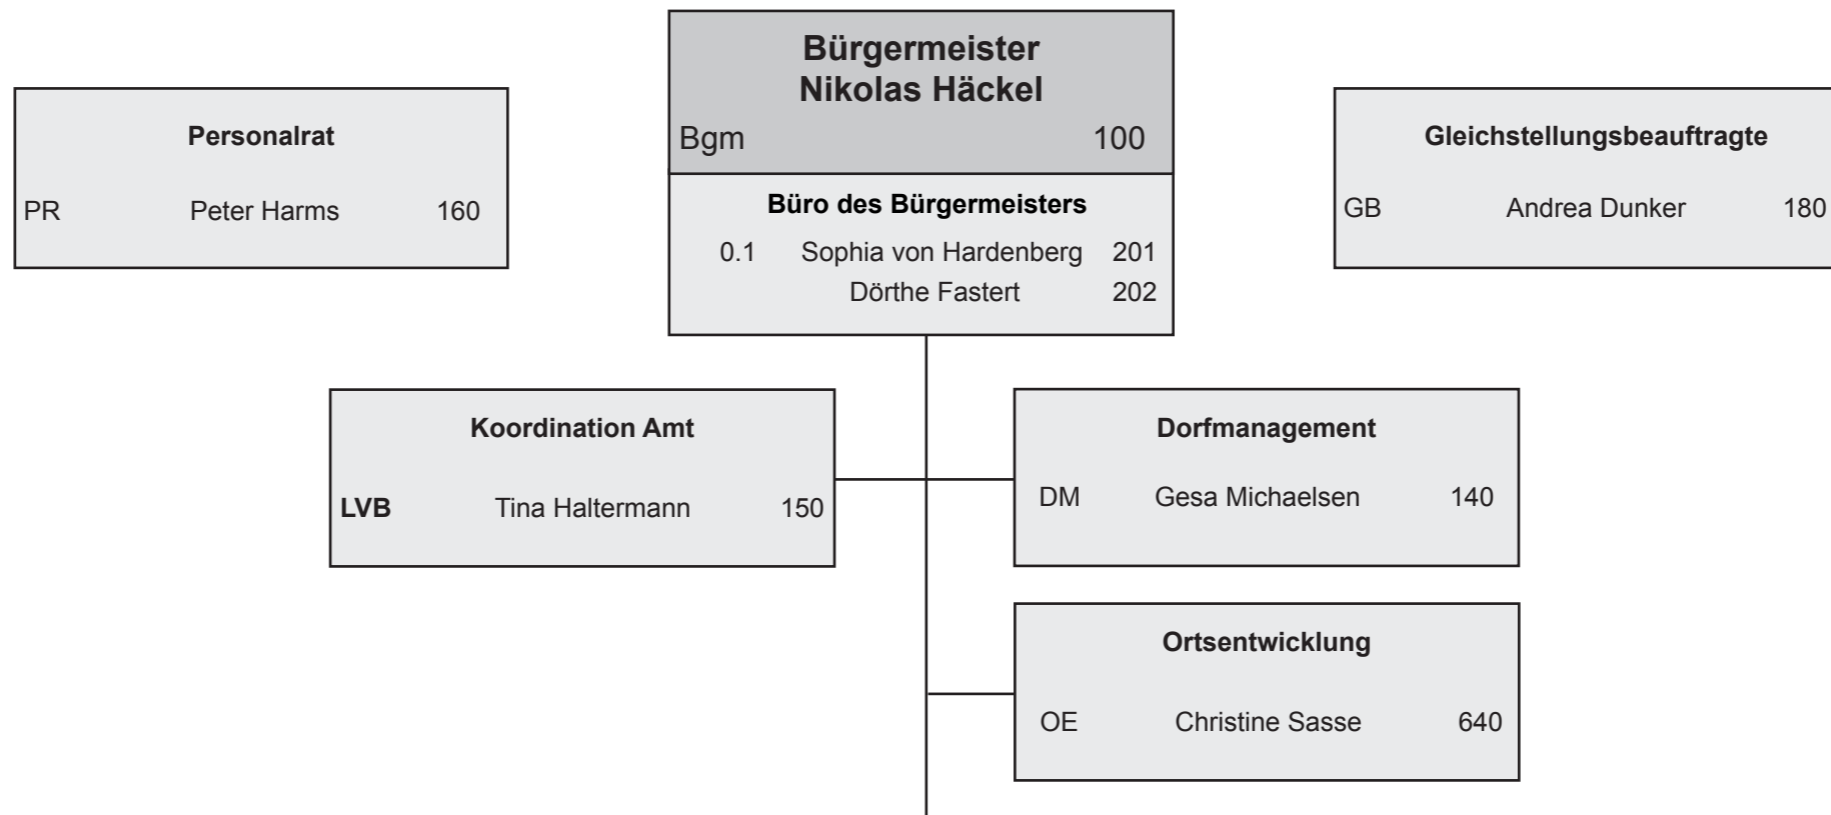 Bürgermeister
Nikolas Häckel
Bgm 100
Büro des Bürgermeisters
0.1 Sophia von Hardenberg 201
Dörthe Fastert 202
Personalrat
PR Peter Harms 160
Gleichstellungsbeauftragte
GB Andrea Dunker 180
Koordination Amt
LVB Tina Haltermann 150
Dorfmanagement
DM Gesa Michaelsen 140
Ortsentwicklung
OE Christine Sasse 640